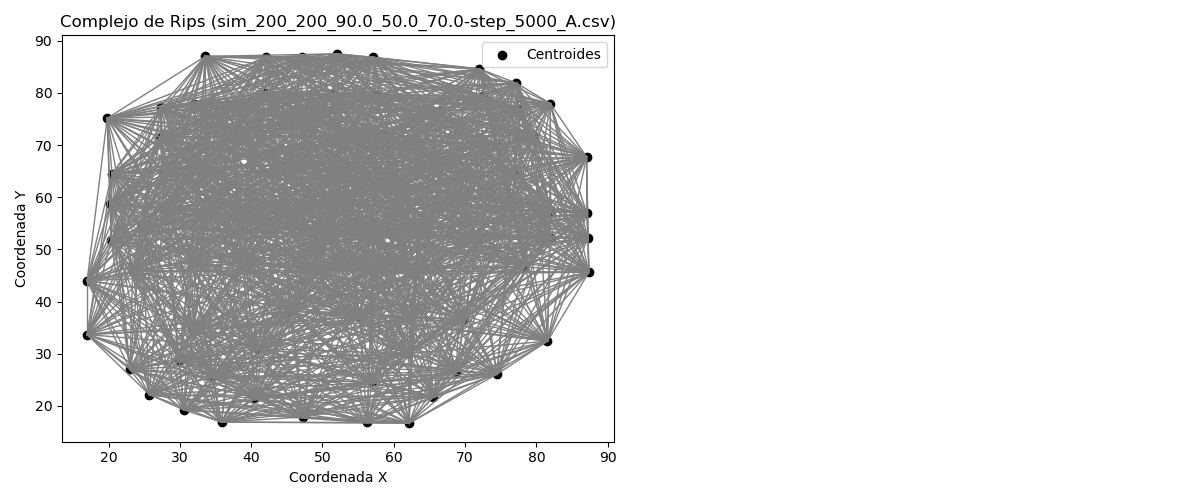 Complejo de Rips (sim_200_200_90.0_50.0_70.0-step_5000_A.csv)
Centroides
90
80
70
60
50
40
30
20
Coordenada Y
20 30 40 50 60 70 80 90
Coordenada X